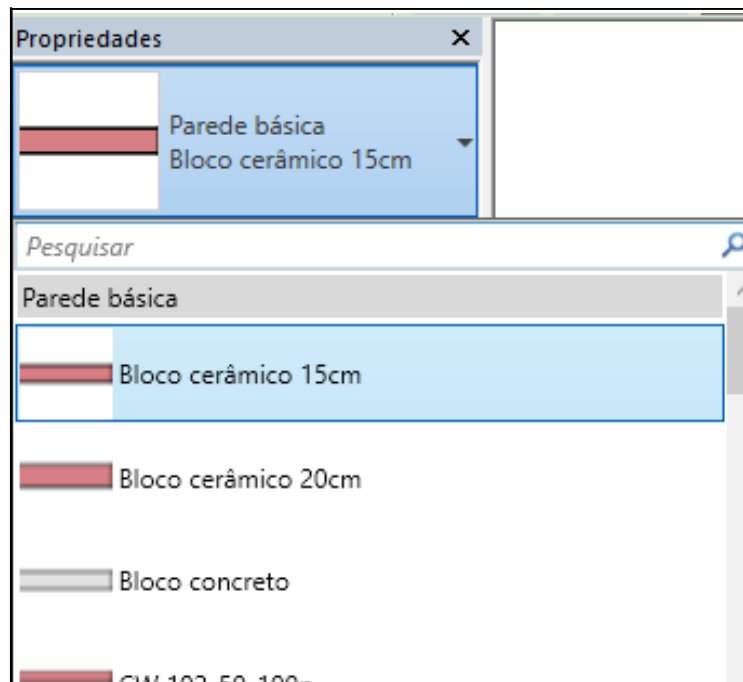 Propriedades
Parede básica
Bloco cerâmico 15cm
Pesquisar
Parede básica
Bloco cerâmico 15cm
Bloco cerâmico 20cm
Bloco concreto